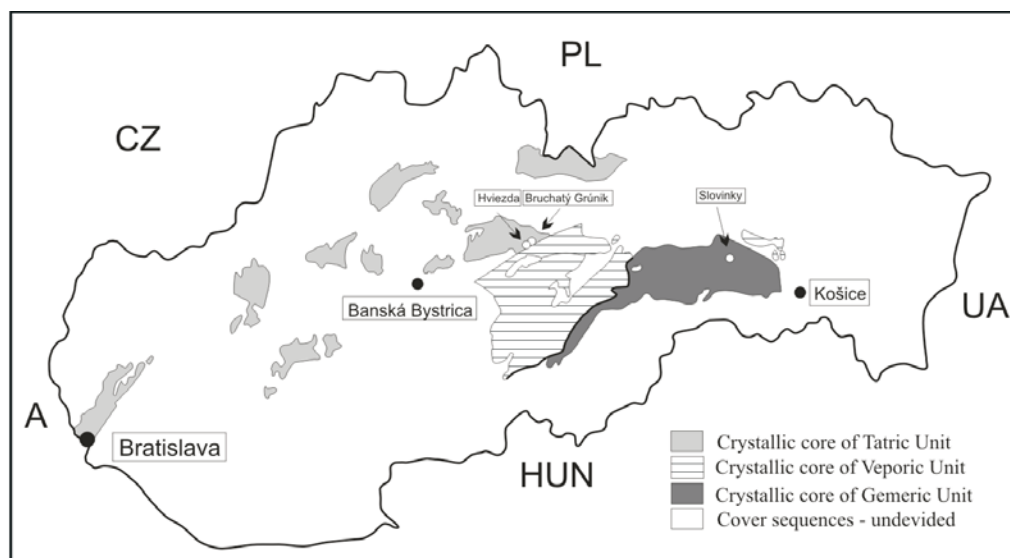 PL
CZ
Hviezda
Bruchatý Grúnik
Slovinky
Banská Bystrica
Košice
UA
A
Bratislava
HUN
Crystallic core of Tatric Unit
Crystallic core of Veporic Unit
Crystallic core of Gemeric Unit
Cover sequences - undevided